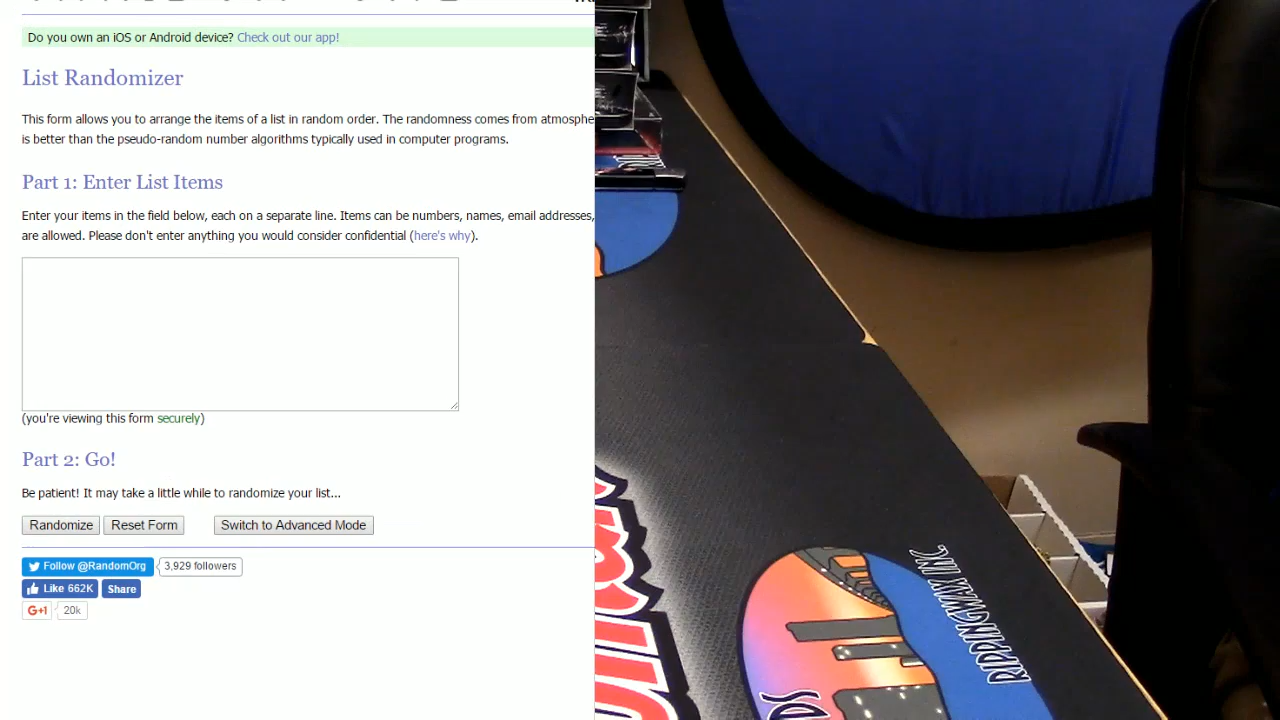 Do you own an iOS or Android device? Check out our app!
List Randomizer
This form allows you to arrange the items of a list in random order. The randomness comes from atmosphe
is better than the pseudo-random number algorithms typically used in computer programs.
Part 1: Enter List Items
Enter your items in the field below, each on a separate line. Items can be numbers, names, email addresses,
are allowed. Please don't enter anything you would consider confidential (here's why).
(you're viewing this form securely)
Part 2: Go!
Be patient! It may take a little while to randomize your list...
Randomize Reset Form Switch to Advanced Mode
Follow @RandomOrg 3,929 followers
Like 662K Share
G+1 20k
RIPPINGWAX INC.